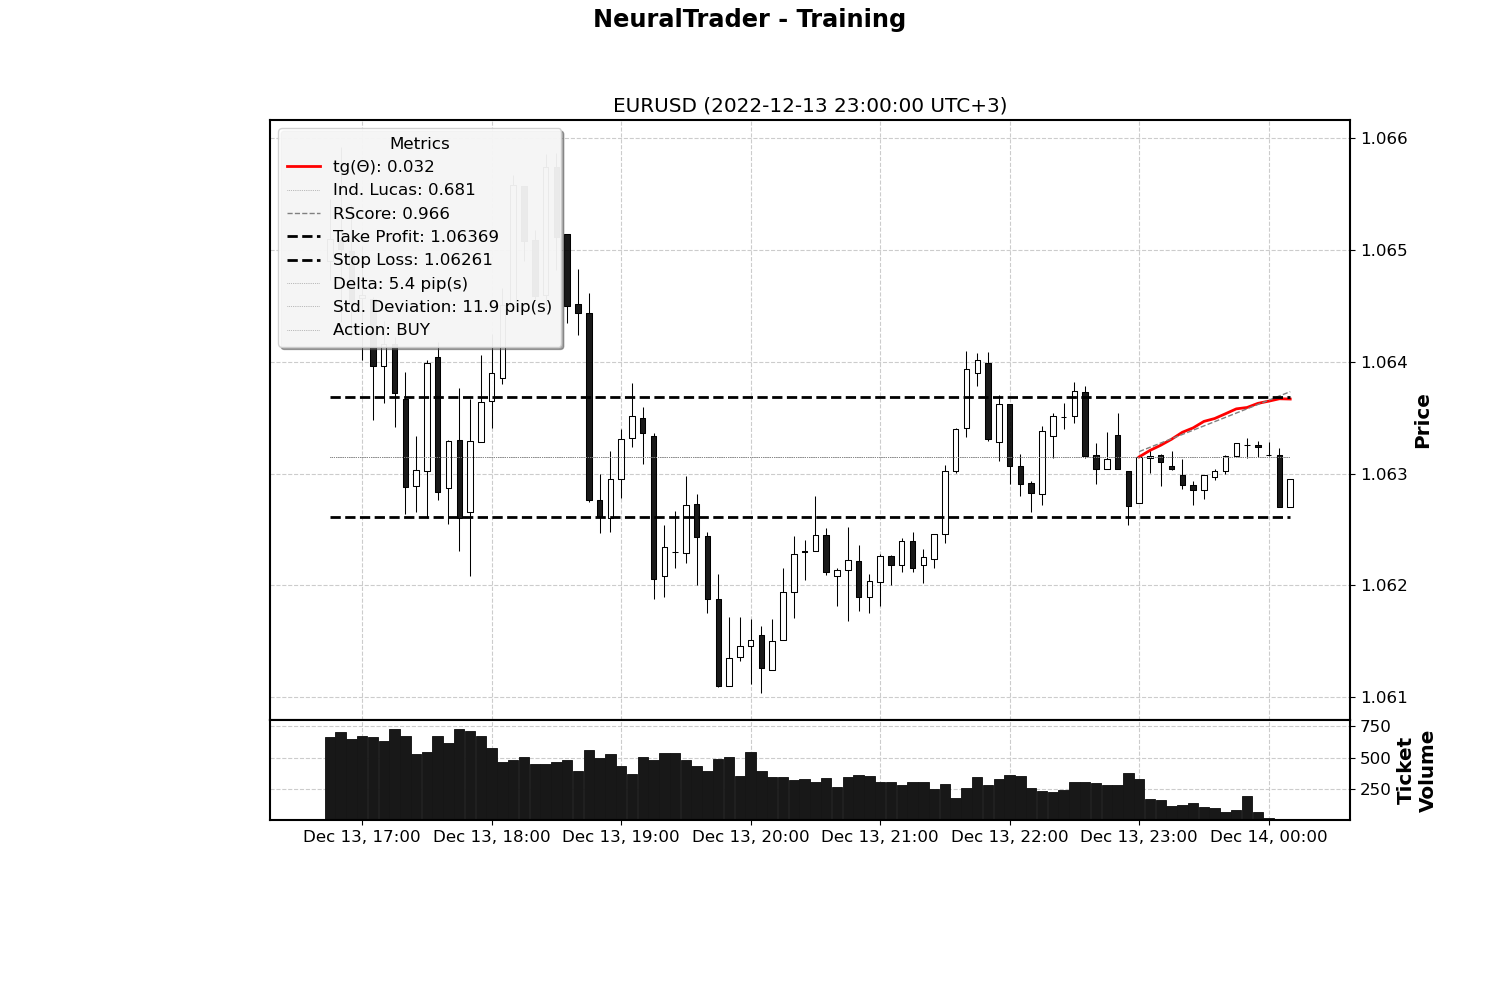 NeuralTrader - Training
EURUSD (2022-12-13 23:00:00 UTC+3)
Metrics
tg(Θ): 0.032
Ind. Lucas: 0.681
RScore: 0.966
Take Profit: 1.06369
Stop Loss: 1.06261
Delta: 5.4 pip(s)
Std. Deviation: 11.9 pip(s)
Action: BUY
1.066
1.065
1.064
1.063
1.062
1.061
Price
750
500
250
Ticket
Volume
Dec 13, 17:00 Dec 13, 18:00 Dec 13, 19:00 Dec 13, 20:00 Dec 13, 21:00 Dec 13, 22:00 Dec 13, 23:00 Dec 14, 00:00